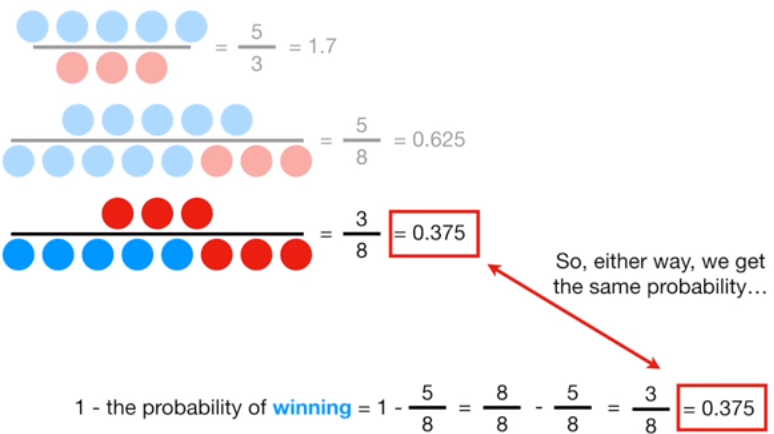 = 5/3 = 1.7
= 5/8 = 0.625
= 3/8 = 0.375
So, either way, we get
the same probability...
1 - the probability of winning = 1 - 5/8 = 8/8 - 5/8 = 3/8 = 0.375